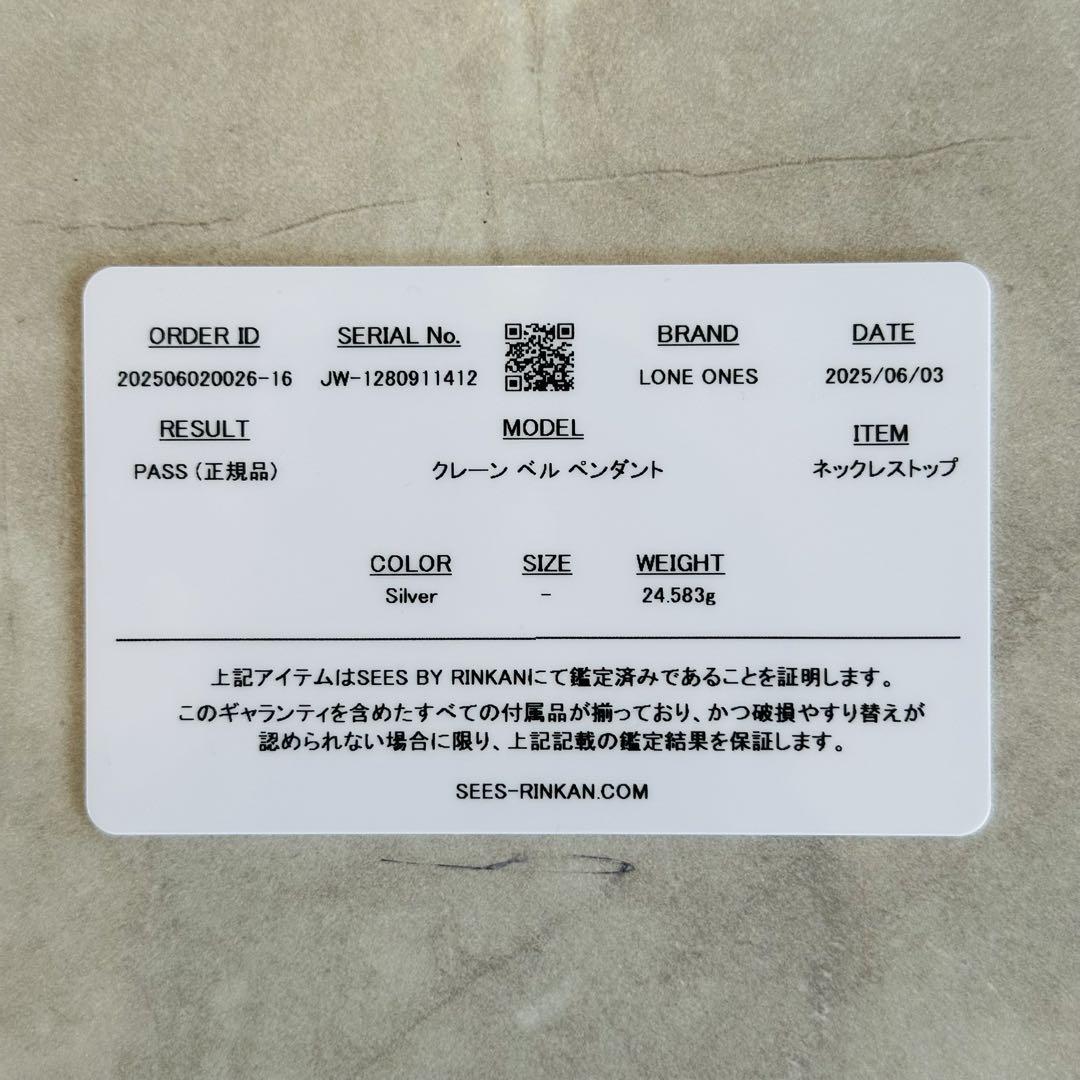 ORDER ID SERIAL No. BRAND DATE
202506020026-16 JW-1280911412 LONE ONES 2025/06/03
RESULT MODEL ITEM
PASS (正規品) クレーン ベル ペンダント ネックレストップ
COLOR SIZE WEIGHT
Silver - 24.583g
上記アイテムはSEES BY RINKANにて鑑定済みであることを証明します。
このギャランティを含めたすべての付属品が揃っており、かつ破損やすり替えが
認められない場合に限り、上記記載の鑑定結果を保証します。
SEES-RINKAN.COM